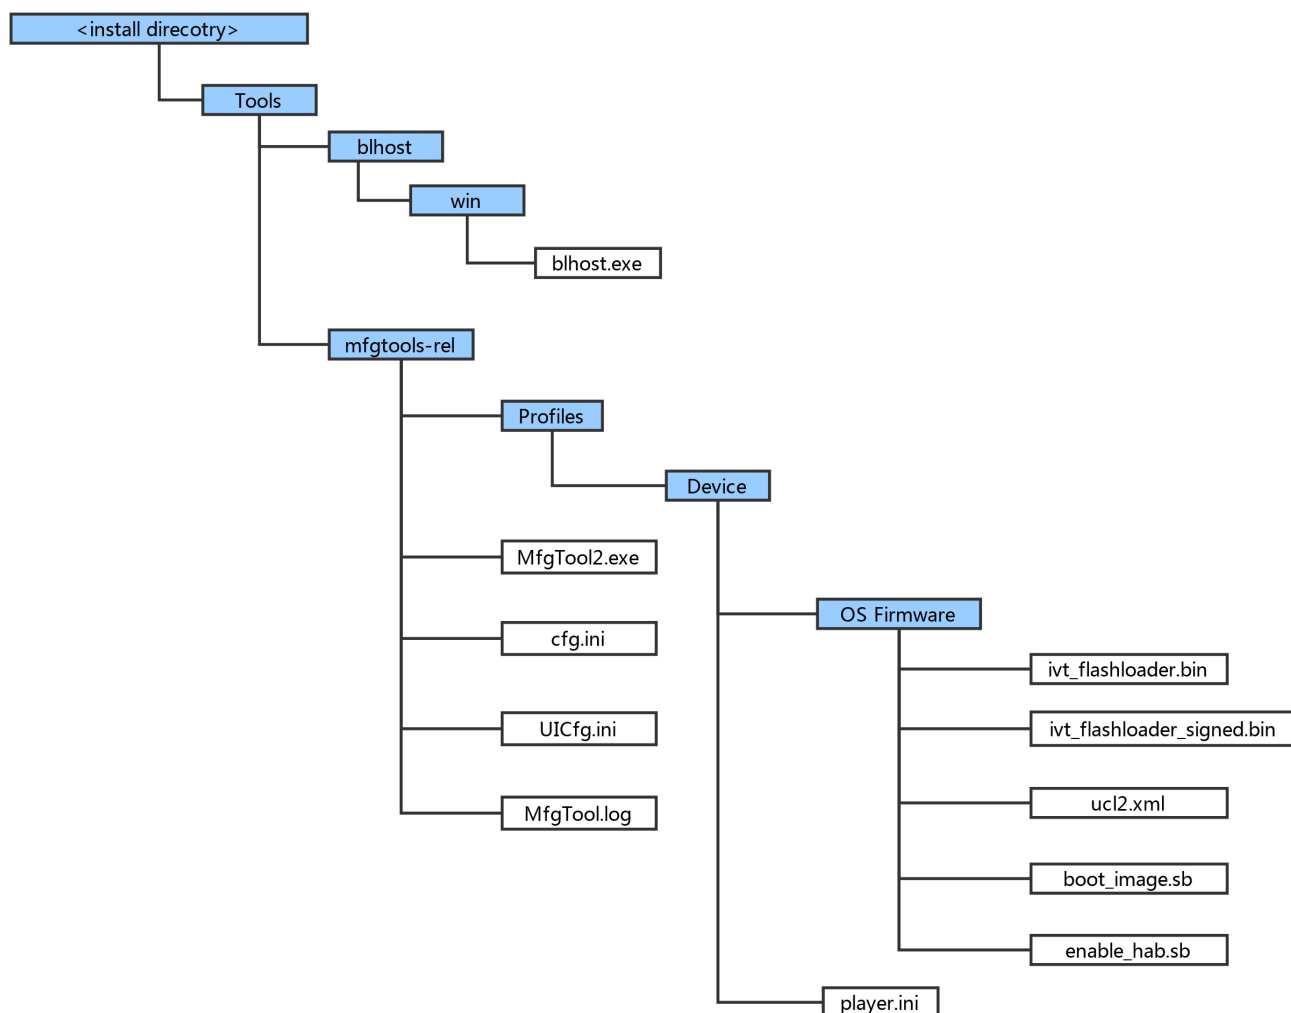 <install direcotry>
Tools
blhost
win
blhost.exe
mfgtools-rel
Profiles
Device
MfgTool2.exe
OS Firmware
cfg.ini
ivt_flashloader.bin
UICfg.ini
ivt_flashloader_signed.bin
ucl2.xml
MfgTool.log
boot_image.sb
enable_hab.sb
player.ini